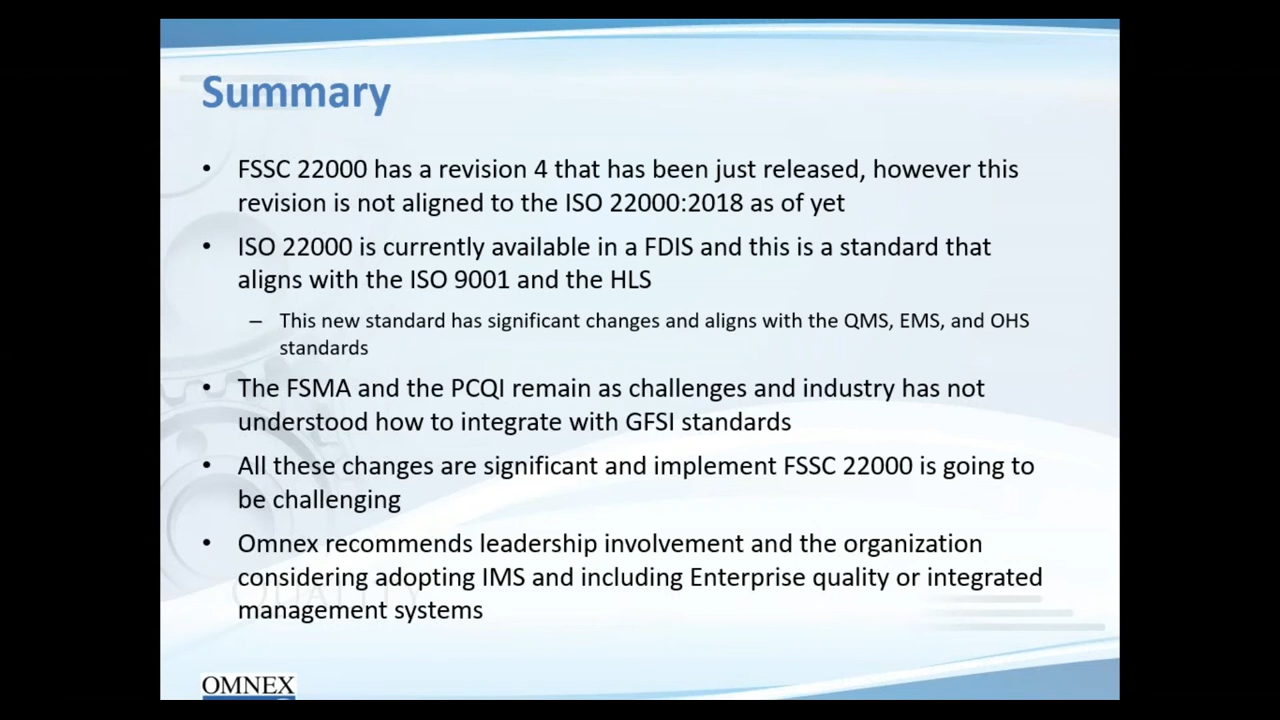 Summary
• FSSC 22000 has a revision 4 that has been just released, however this
revision is not aligned to the ISO 22000:2018 as of yet
• ISO 22000 is currently available in a FDIS and this is a standard that
aligns with the ISO 9001 and the HLS
– This new standard has significant changes and aligns with the QMS, EMS, and OHS
standards
• The FSMA and the PCQI remain as challenges and industry has not
understood how to integrate with GFSI standards
• All these changes are significant and implement FSSC 22000 is going to
be challenging
• Omnex recommends leadership involvement and the organization
considering adopting IMS and including Enterprise quality or integrated
management systems
QUALITY
OMNEX